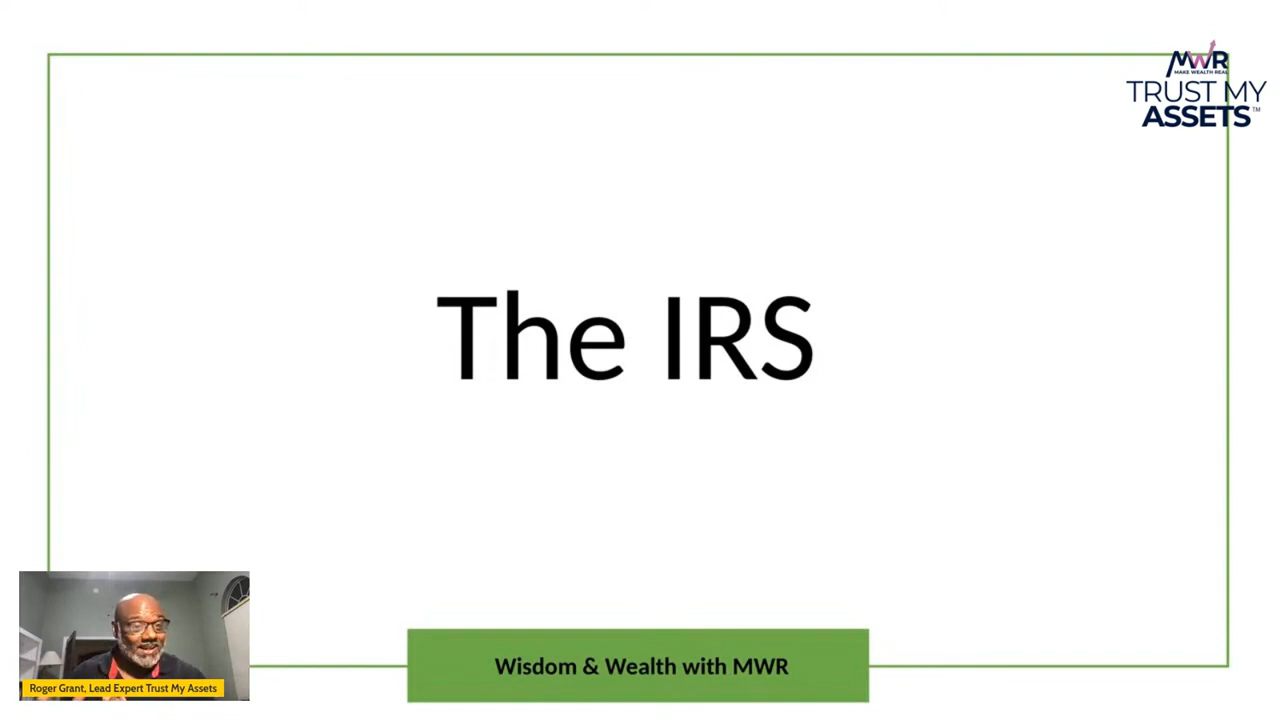 MWR
MAKE WEALTH REAL
TRUST MY
ASSETS™
The IRS
Wisdom & Wealth with MWR
Roger Grant, Lead Expert Trust My Assets